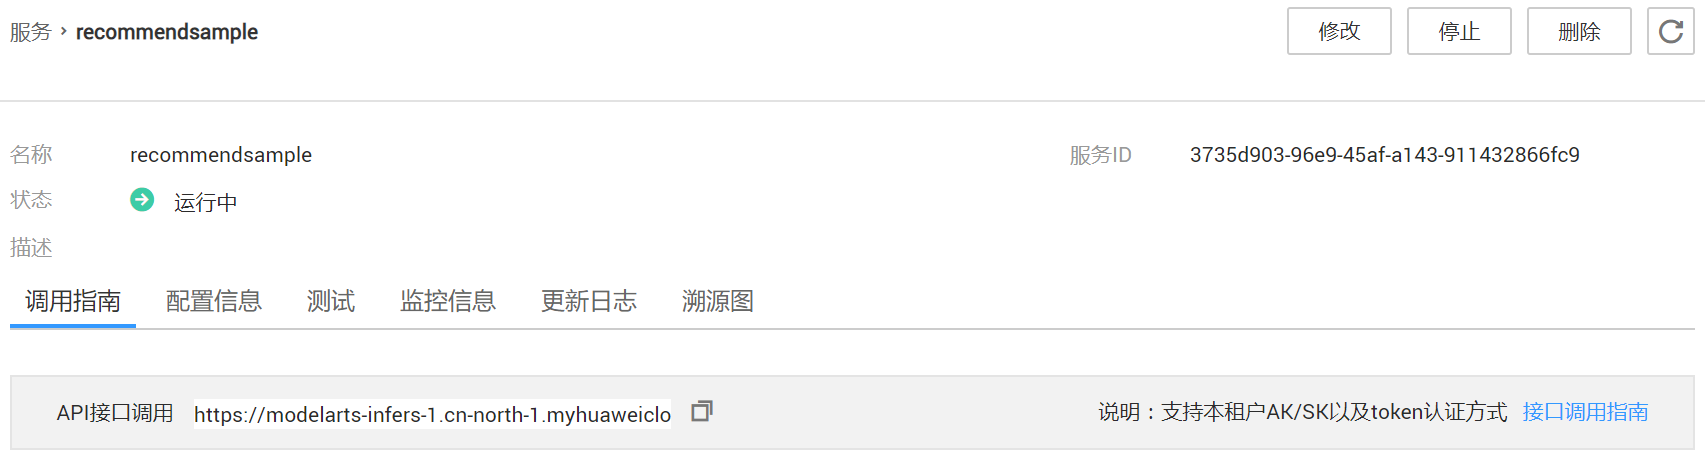 服务 › recommendsample 修改 停止 删除
名称 recommendsample 服务ID 3735d903-96e9-45af-a143-911432866fc9
状态 运行中
描述
调用指南 配置信息 测试 监控信息 更新日志 溯源图
API接口调用 https://modelarts-infers-1.cn-north-1.myhuaweiclo 说明：支持本租户AK/SK以及token认证方式 接口调用指南